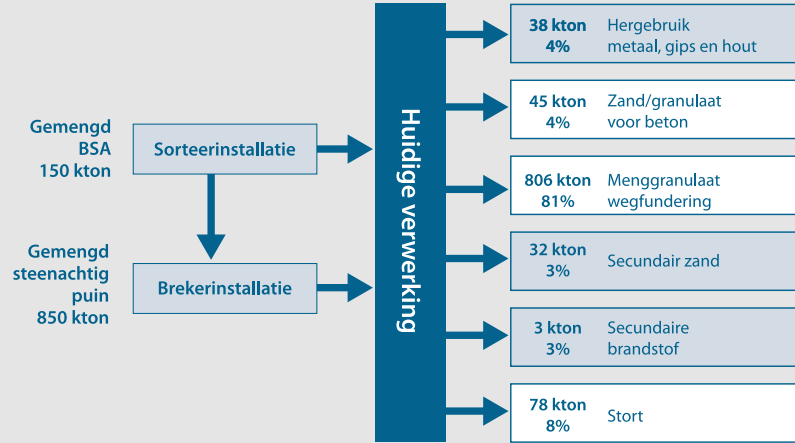 Gemengd
BSA
150 kton
Sorteerinstallatie
Gemengd
steenachtig
puin
850 kton
Brekerinstallatie
Huidige verwerking
38 kton
4%
Hergebruik
metaal, gips en hout
45 kton
4%
Zand/granulaat
voor beton
806 kton
81%
Menggranulaat
wegfundering
32 kton
3%
Secundair zand
3 kton
3%
Secundaire
brandstof
78 kton
8%
Stort